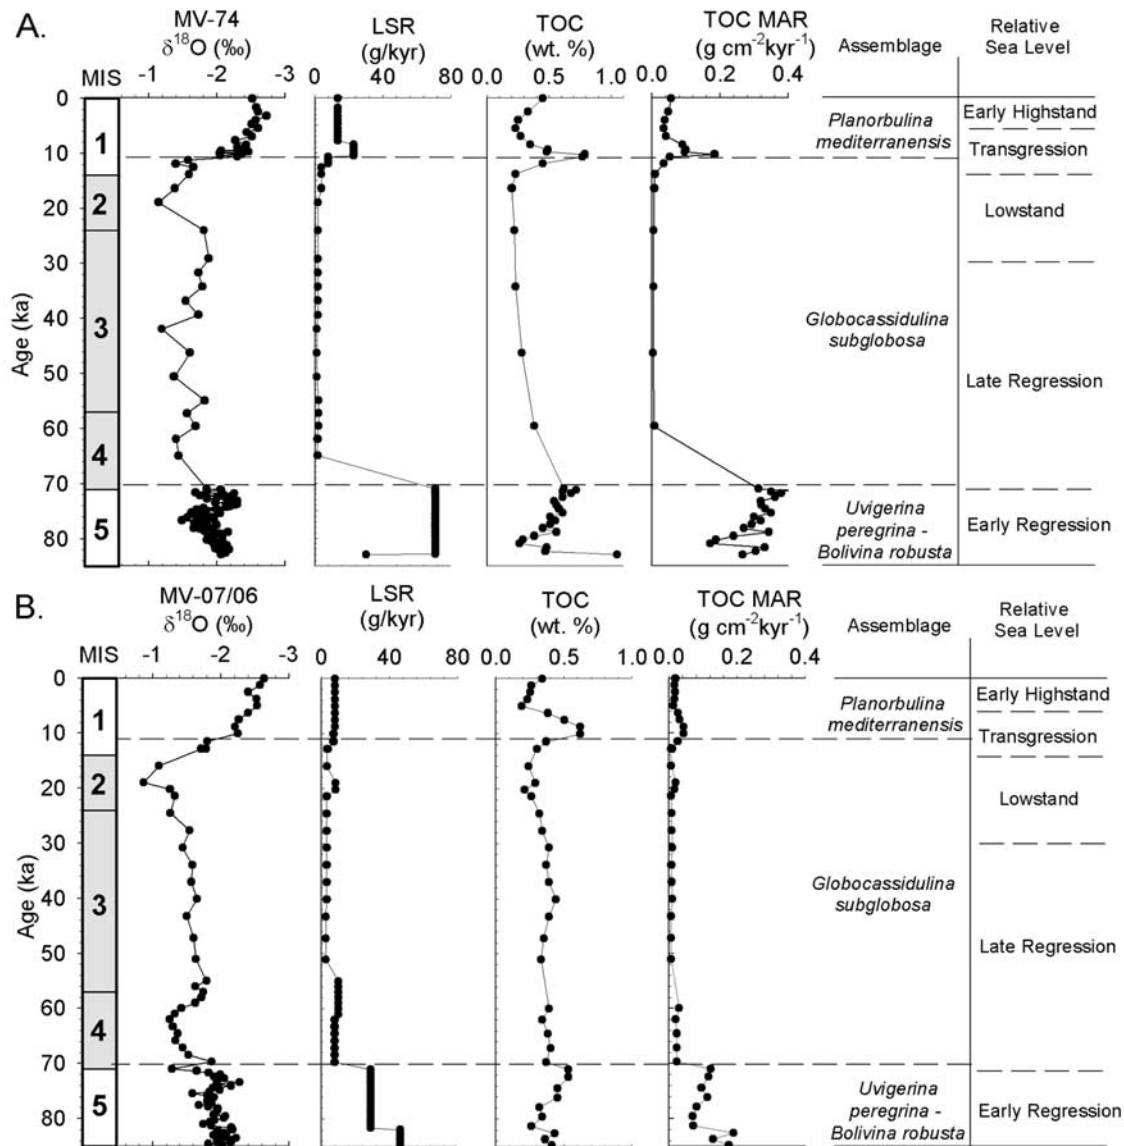 A.
MV-74
δ18O (‰)
LSR
(g/kyr)
TOC
(wt. %)
TOC MAR
(g cm-2kyr-1)
Assemblage
Relative
Sea Level
MIS
-1 -2 -3
0 40 80
0.0 0.5 1.0
0.0 0.2 0.4
Age (ka)
0
10
20
30
40
50
60
70
80
1
2
3
4
5
Planorbulina
mediterranensis
Globocassidulina
subglobosa
Uvigerina
peregrina -
Bolivina robusta
Early Highstand
Transgression
Lowstand
Late Regression
Early Regression
B.
MV-07/06
δ18O (‰)
LSR
(g/kyr)
TOC
(wt. %)
TOC MAR
(g cm-2kyr-1)
Assemblage
Relative
Sea Level
MIS
-1 -2 -3
0 40 80
0.0 0.5 1.0
0.0 0.2 0.4
Age (ka)
0
10
20
30
40
50
60
70
80
1
2
3
4
5
Planorbulina
mediterranensis
Globocassidulina
subglobosa
Uvigerina
peregrina -
Bolivina robusta
Early Highstand
Transgression
Lowstand
Late Regression
Early Regression